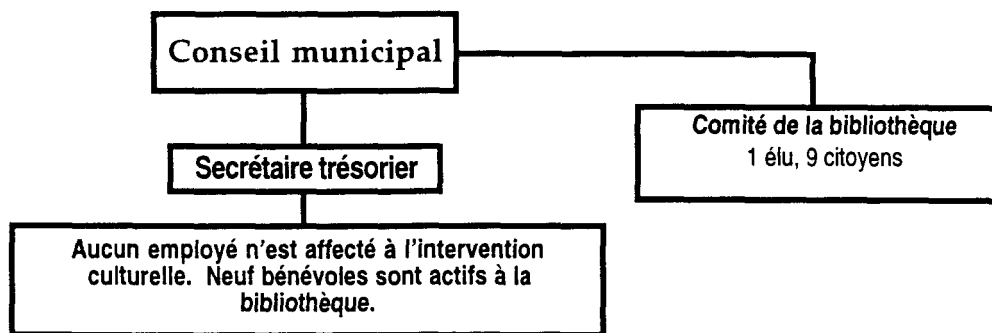 Conseil municipal
Comité de la bibliothèque
1 élu, 9 citoyens
Secrétaire trésorier
Aucun employé n'est affecté à l'intervention
culturelle. Neuf bénévoles sont actifs à la
bibliothèque.